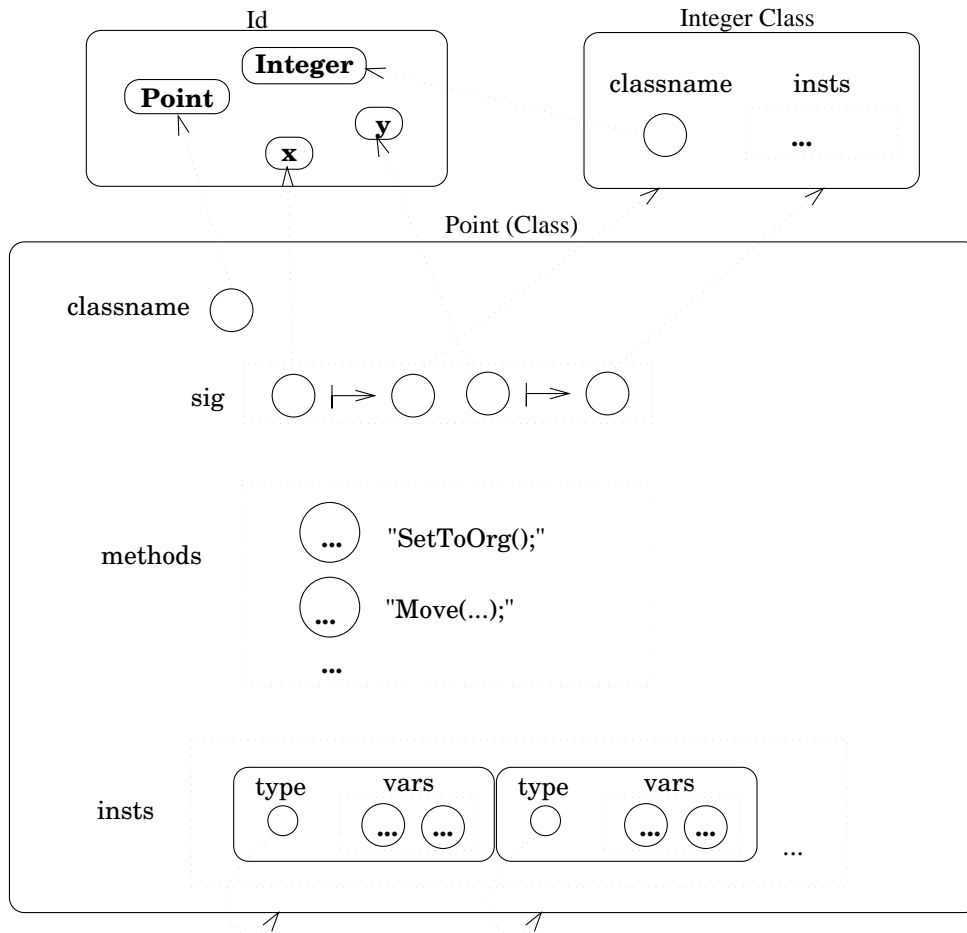 Id
Integer Class
Integer
Point
x
y
classname insts
...
Point (Class)
classname
sig
methods
... "SetToOrg();"
... "Move(...);"
...
insts
type vars type vars
... ... ... ...
...